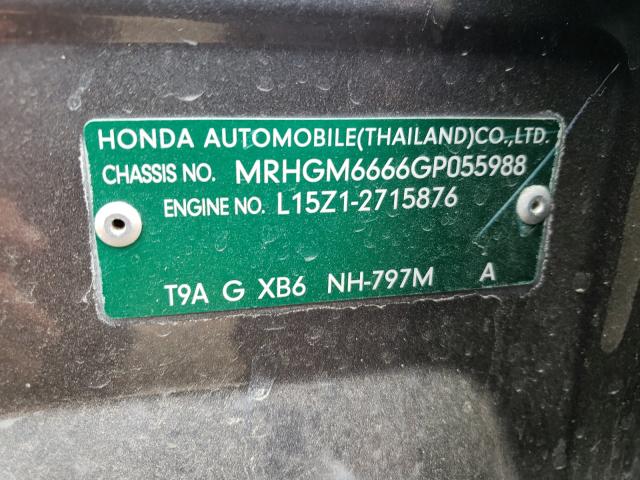 HONDA AUTOMOBILE(THAILAND)CO.,LTD.
CHASSIS NO. MRHGM6666GP055988
ENGINE NO. L15Z1-2715876
T9A G XB6 NH-797M A